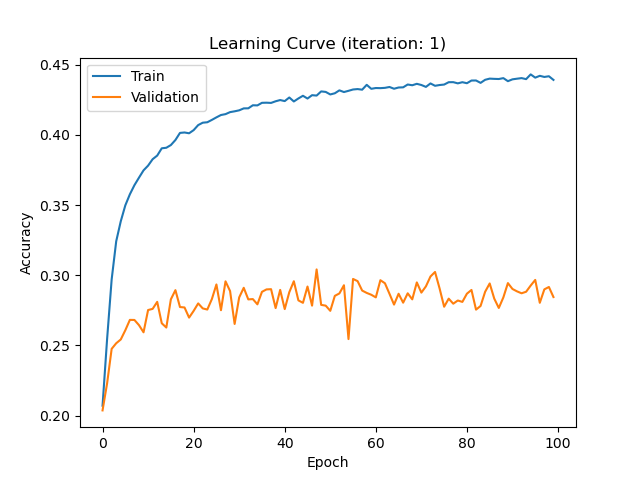 Learning Curve (iteration: 1)
Train
Validation
0.45
0.40
0.35
0.30
0.25
0.20
Accuracy
0 20 40 60 80 100
Epoch